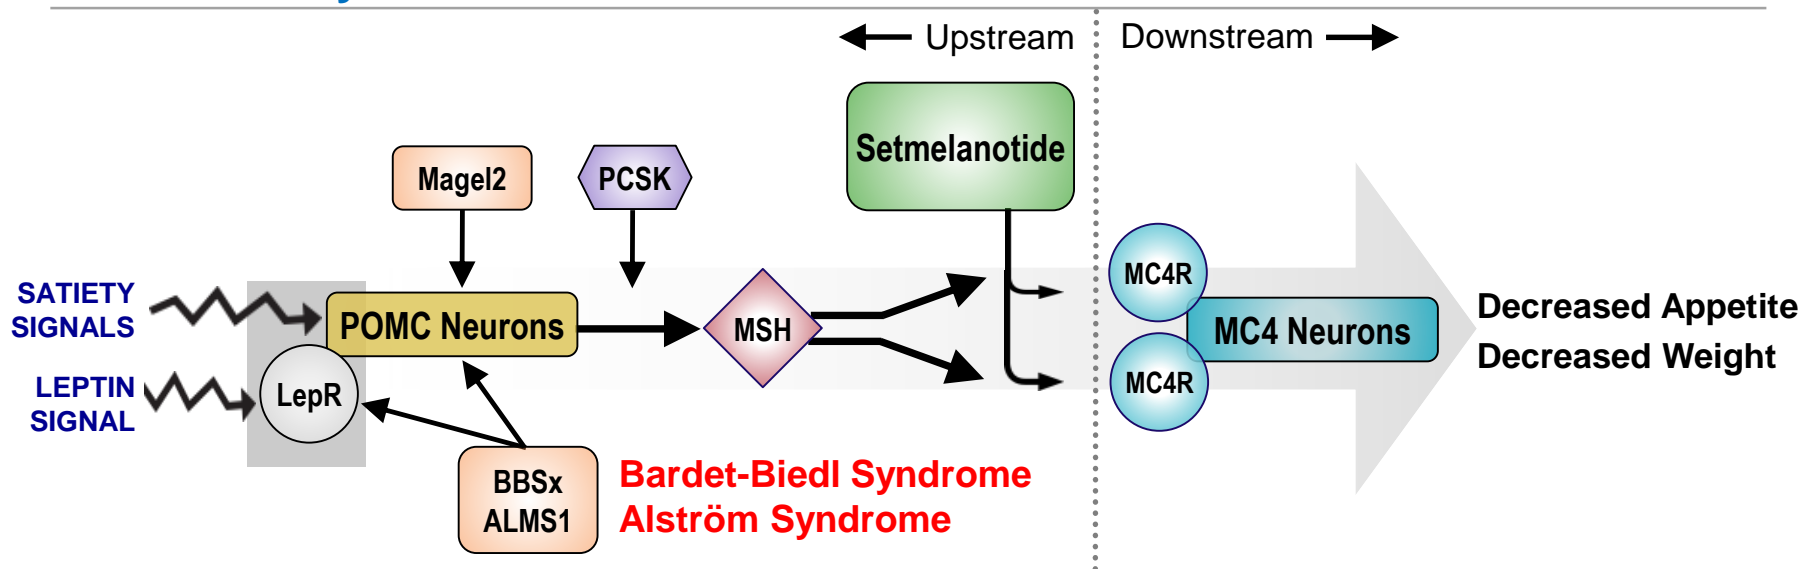 Upstream
Downstream
Setmelanotide
Magel2
PCSK
SATIETY
SIGNALS
POMC Neurons
MSH
MC4R
MC4 Neurons
MC4R
Decreased Appetite
Decreased Weight
LEPTIN
SIGNAL
LepR
BBSx
ALMS1
Bardet-Biedl Syndrome
Alström Syndrome